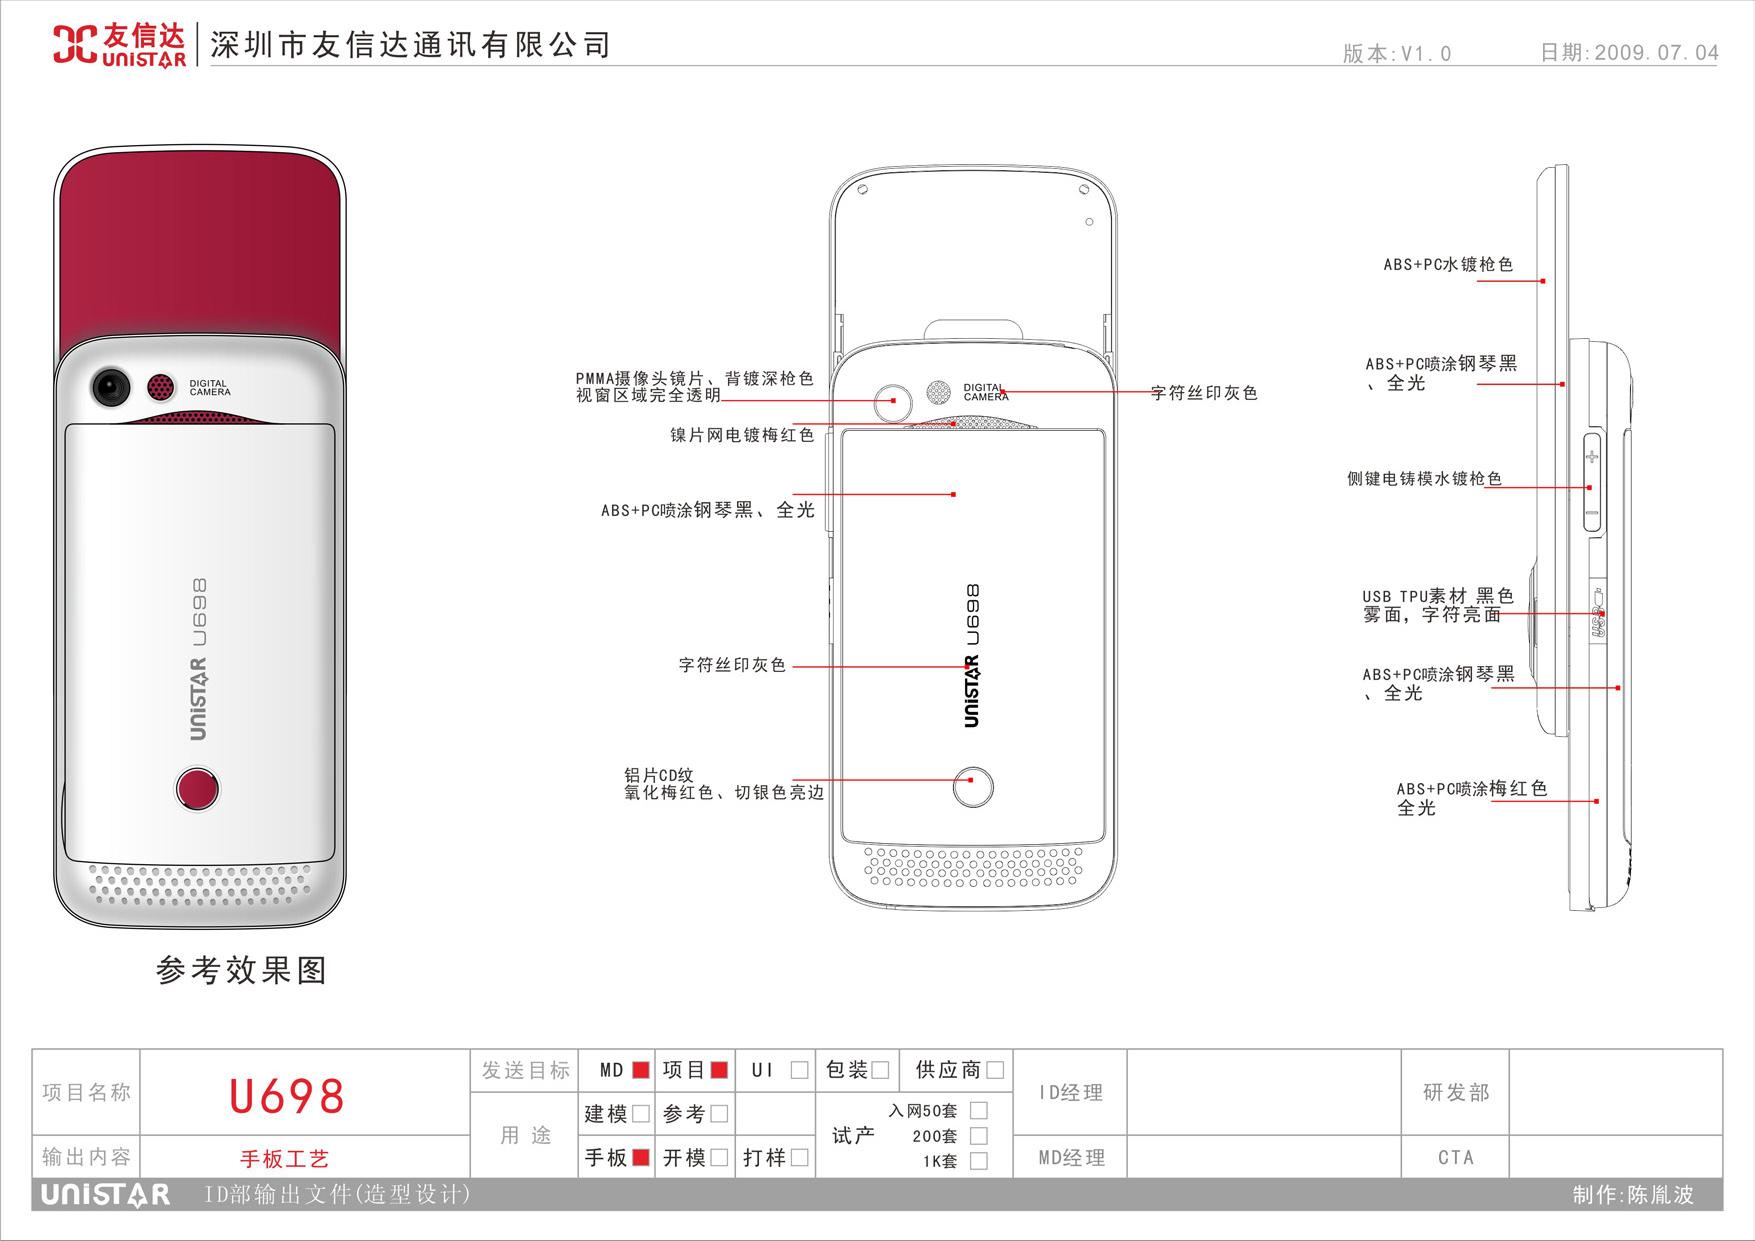 友信达
UNISTAR
深圳市友信达通讯有限公司
版本:V1.0
日期:2009.07.04
DIGITAL
CAMERA
UNISTAR U698
参考效果图
PMMA摄像头镜片、背镀深枪色
视窗区域完全透明
镍片网电镀梅红色
ABS+PC喷涂钢琴黑、全光
字符丝印灰色
铝片CD纹
氧化梅红色、切银色亮边
DIGITAL
CAMERA
字符丝印灰色
UNISTAR U698
ABS+PC水镀枪色
ABS+PC喷涂钢琴黑
、全光
侧键电铸模水镀枪色
USB TPU素材 黑色
雾面，字符亮面
ABS+PC喷涂钢琴黑
、全光
ABS+PC喷涂梅红色
全光
+
−
USB
项目名称
U698
输出内容
手板工艺
发送目标
MD
项目
UI
包装
供应商
用 途
建模
参考
手板
开模
打样
试产
入网50套
200套
1K套
ID经理
MD经理
研发部
CTA
UNISTAR
ID部输出文件(造型设计)
制作:陈胤波